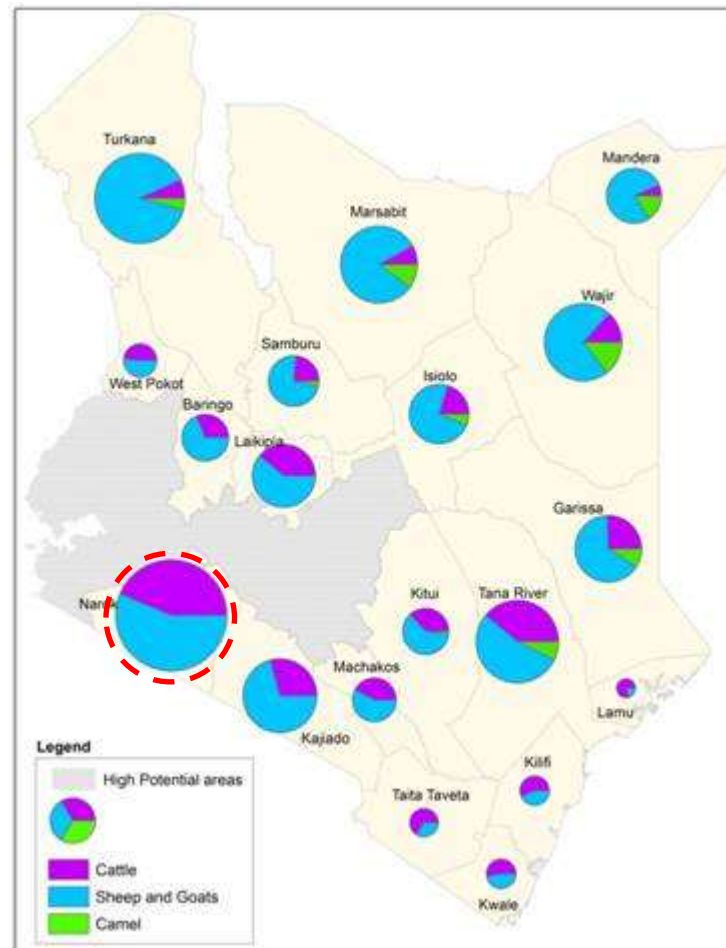 Turkana
Mandera
Marsabit
Wajir
Samburu
West Pokot
Isiolo
Baringo
Laikipia
Garissa
Narok
Kitui
Tana River
Machakos
Lamu
Kajiado
Kilifi
Taita Taveta
Kwale
Legend
High Potential areas
Cattle
Sheep and Goats
Camel